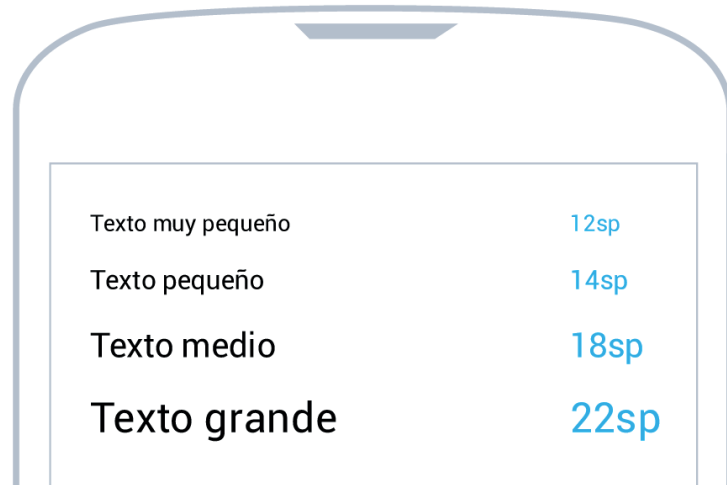 Texto muy pequeño 12sp
Texto pequeño 14sp
Texto medio 18sp
Texto grande 22sp